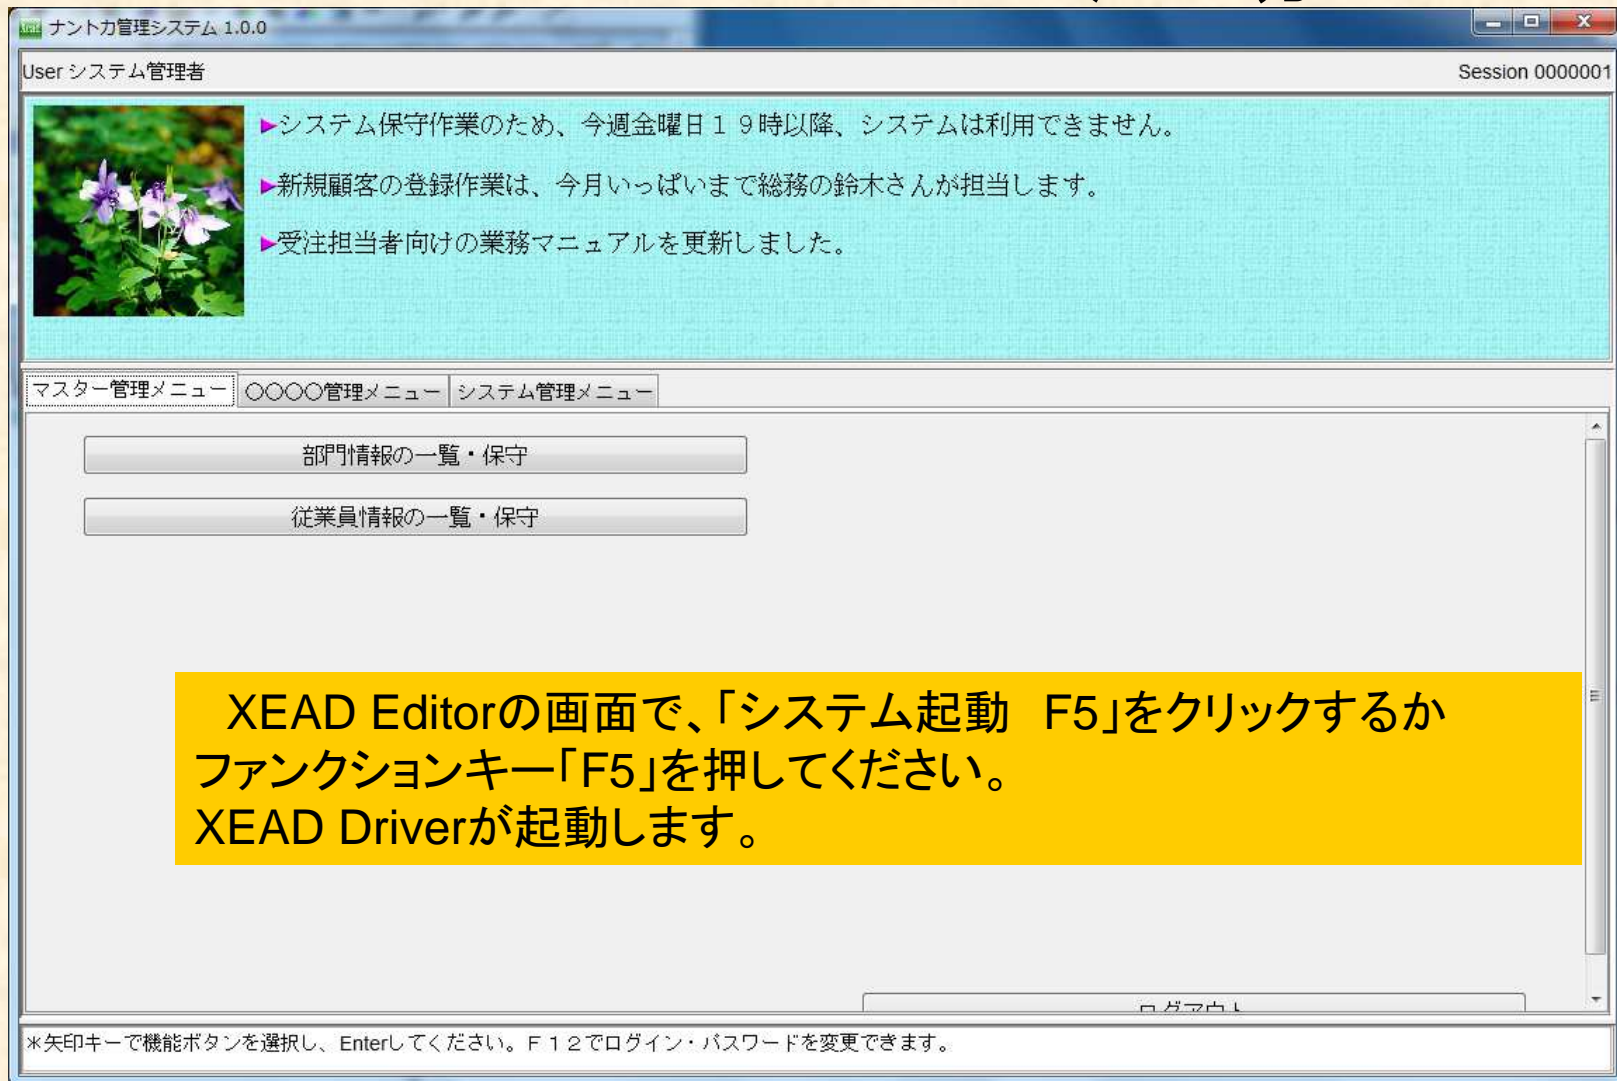 ナントカ管理システム 1.0.0
User システム管理者
Session 0000001
▶システム保守作業のため、今週金曜日１９時以降、システムは利用できません。
▶新規顧客の登録作業は、今月いっぱいまで総務の鈴木さんが担当します。
▶受注担当者向けの業務マニュアルを更新しました。
マスター管理メニュー
○○○○管理メニュー
システム管理メニュー
部門情報の一覧・保守
従業員情報の一覧・保守
XEAD Editorの画面で、「システム起動　F5」をクリックするか
ファンクションキー「F5」を押してください。
XEAD Driverが起動します。
ログアウト
*矢印キーで機能ボタンを選択し、Enterしてください。Ｆ１２でログイン・パスワードを変更できます。